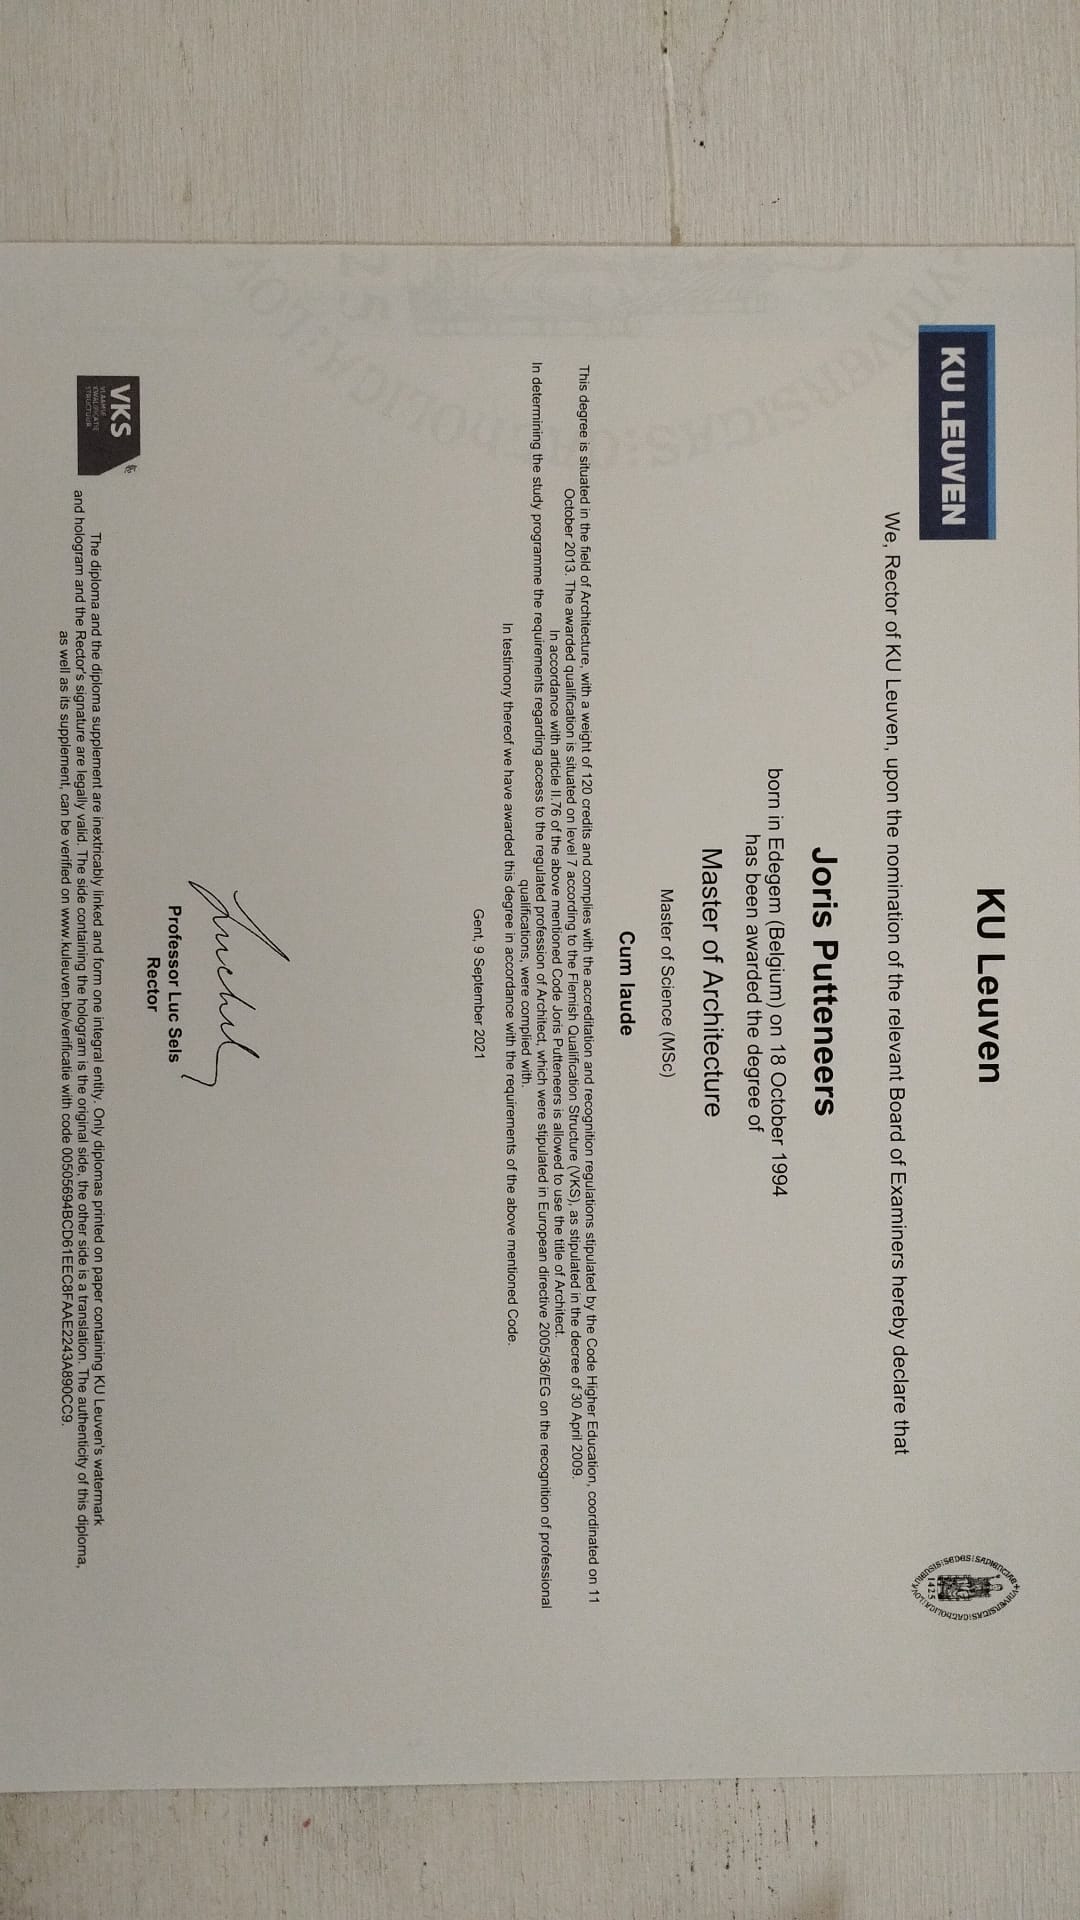 KU LEUVEN
KU Leuven
We, Rector of KU Leuven, upon the nomination of the relevant Board of Examiners hereby declare that
Joris Putteneers
born in Edegem (Belgium) on 18 October 1994
has been awarded the degree of
Master of Architecture
Master of Science (MSc)
Cum laude
This degree is situated in the field of Architecture, with a weight of 120 credits and complies with the accreditation and recognition regulations stipulated by the Code Higher Education, coordinated on 11
October 2013. The awarded qualification is situated on level 7 according to the Flemish Qualification Structure (VKS), as stipulated in the decree of 30 April 2009.
In accordance with article II.76 of the above mentioned Code Joris Putteneers is allowed to use the title of Architect.
In determining the study programme the requirements regarding access to the regulated profession of Architect, which were stipulated in European directive 2005/36/EG on the recognition of professional
qualifications, were complied with.
In testimony thereof we have awarded this degree in accordance with the requirements of the above mentioned Code.
Gent, 9 September 2021
Professor Luc Sels
Rector
VKS
VLAAMSE
KWALIFICATIE
STRUCTUUR
The diploma and the diploma supplement are inextricably linked and form one integral entity. Only diplomas printed on paper containing KU Leuven's watermark
and hologram and the Rector's signature are legally valid. The side containing the hologram is the original side, the other side is a translation. The authenticity of this diploma,
as well as its supplement, can be verified on www.kuleuven.be/verificatie with code 00505694BCD61EEC8FAAE2243A890CC9.
1425